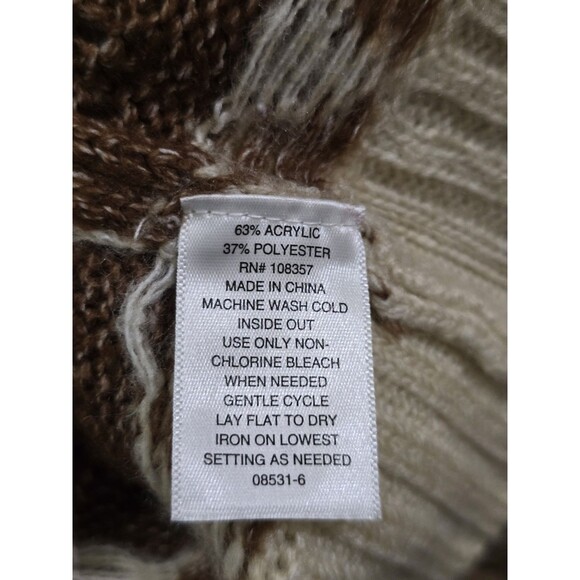 63% ACRYLIC
37% POLYESTER
RN# 108357
MADE IN CHINA
MACHINE WASH COLD
INSIDE OUT
USE ONLY NON-
CHLORINE BLEACH
WHEN NEEDED
GENTLE CYCLE
LAY FLAT TO DRY
IRON ON LOWEST
SETTING AS NEEDED
08531-6